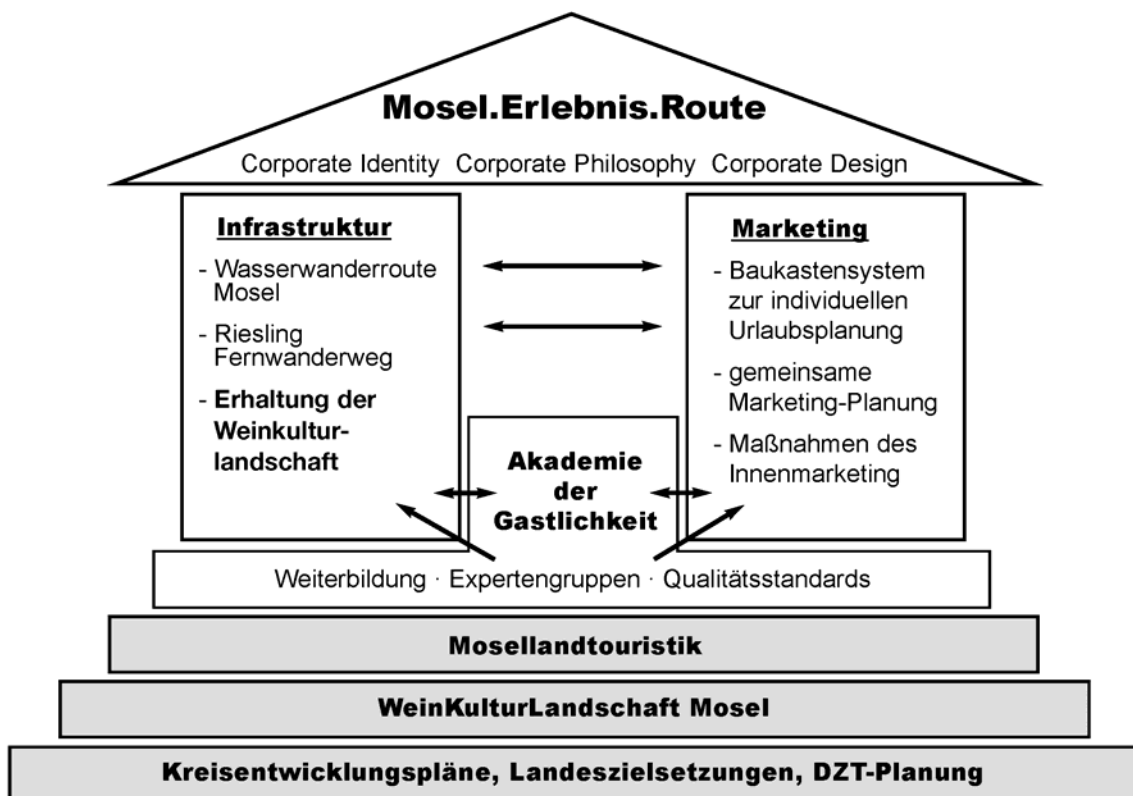 Mosel.Erlebnis.Route
Corporate Identity Corporate Philosophy Corporate Design
Infrastruktur
- Wasserwanderroute
Mosel
- Riesling
Fernwanderweg
- Erhaltung der
Weinkultur-
landschaft
Marketing
- Baukastensystem
zur individuellen
Urlaubsplanung
- gemeinsame
Marketing-Planung
- Maßnahmen des
Innenmarketing
Akademie
der
Gastlichkeit
Weiterbildung · Expertengruppen · Qualitätsstandards
Mosellandtouristik
WeinKulturLandschaft Mosel
Kreisentwicklungspläne, Landeszielsetzungen, DZT-Planung